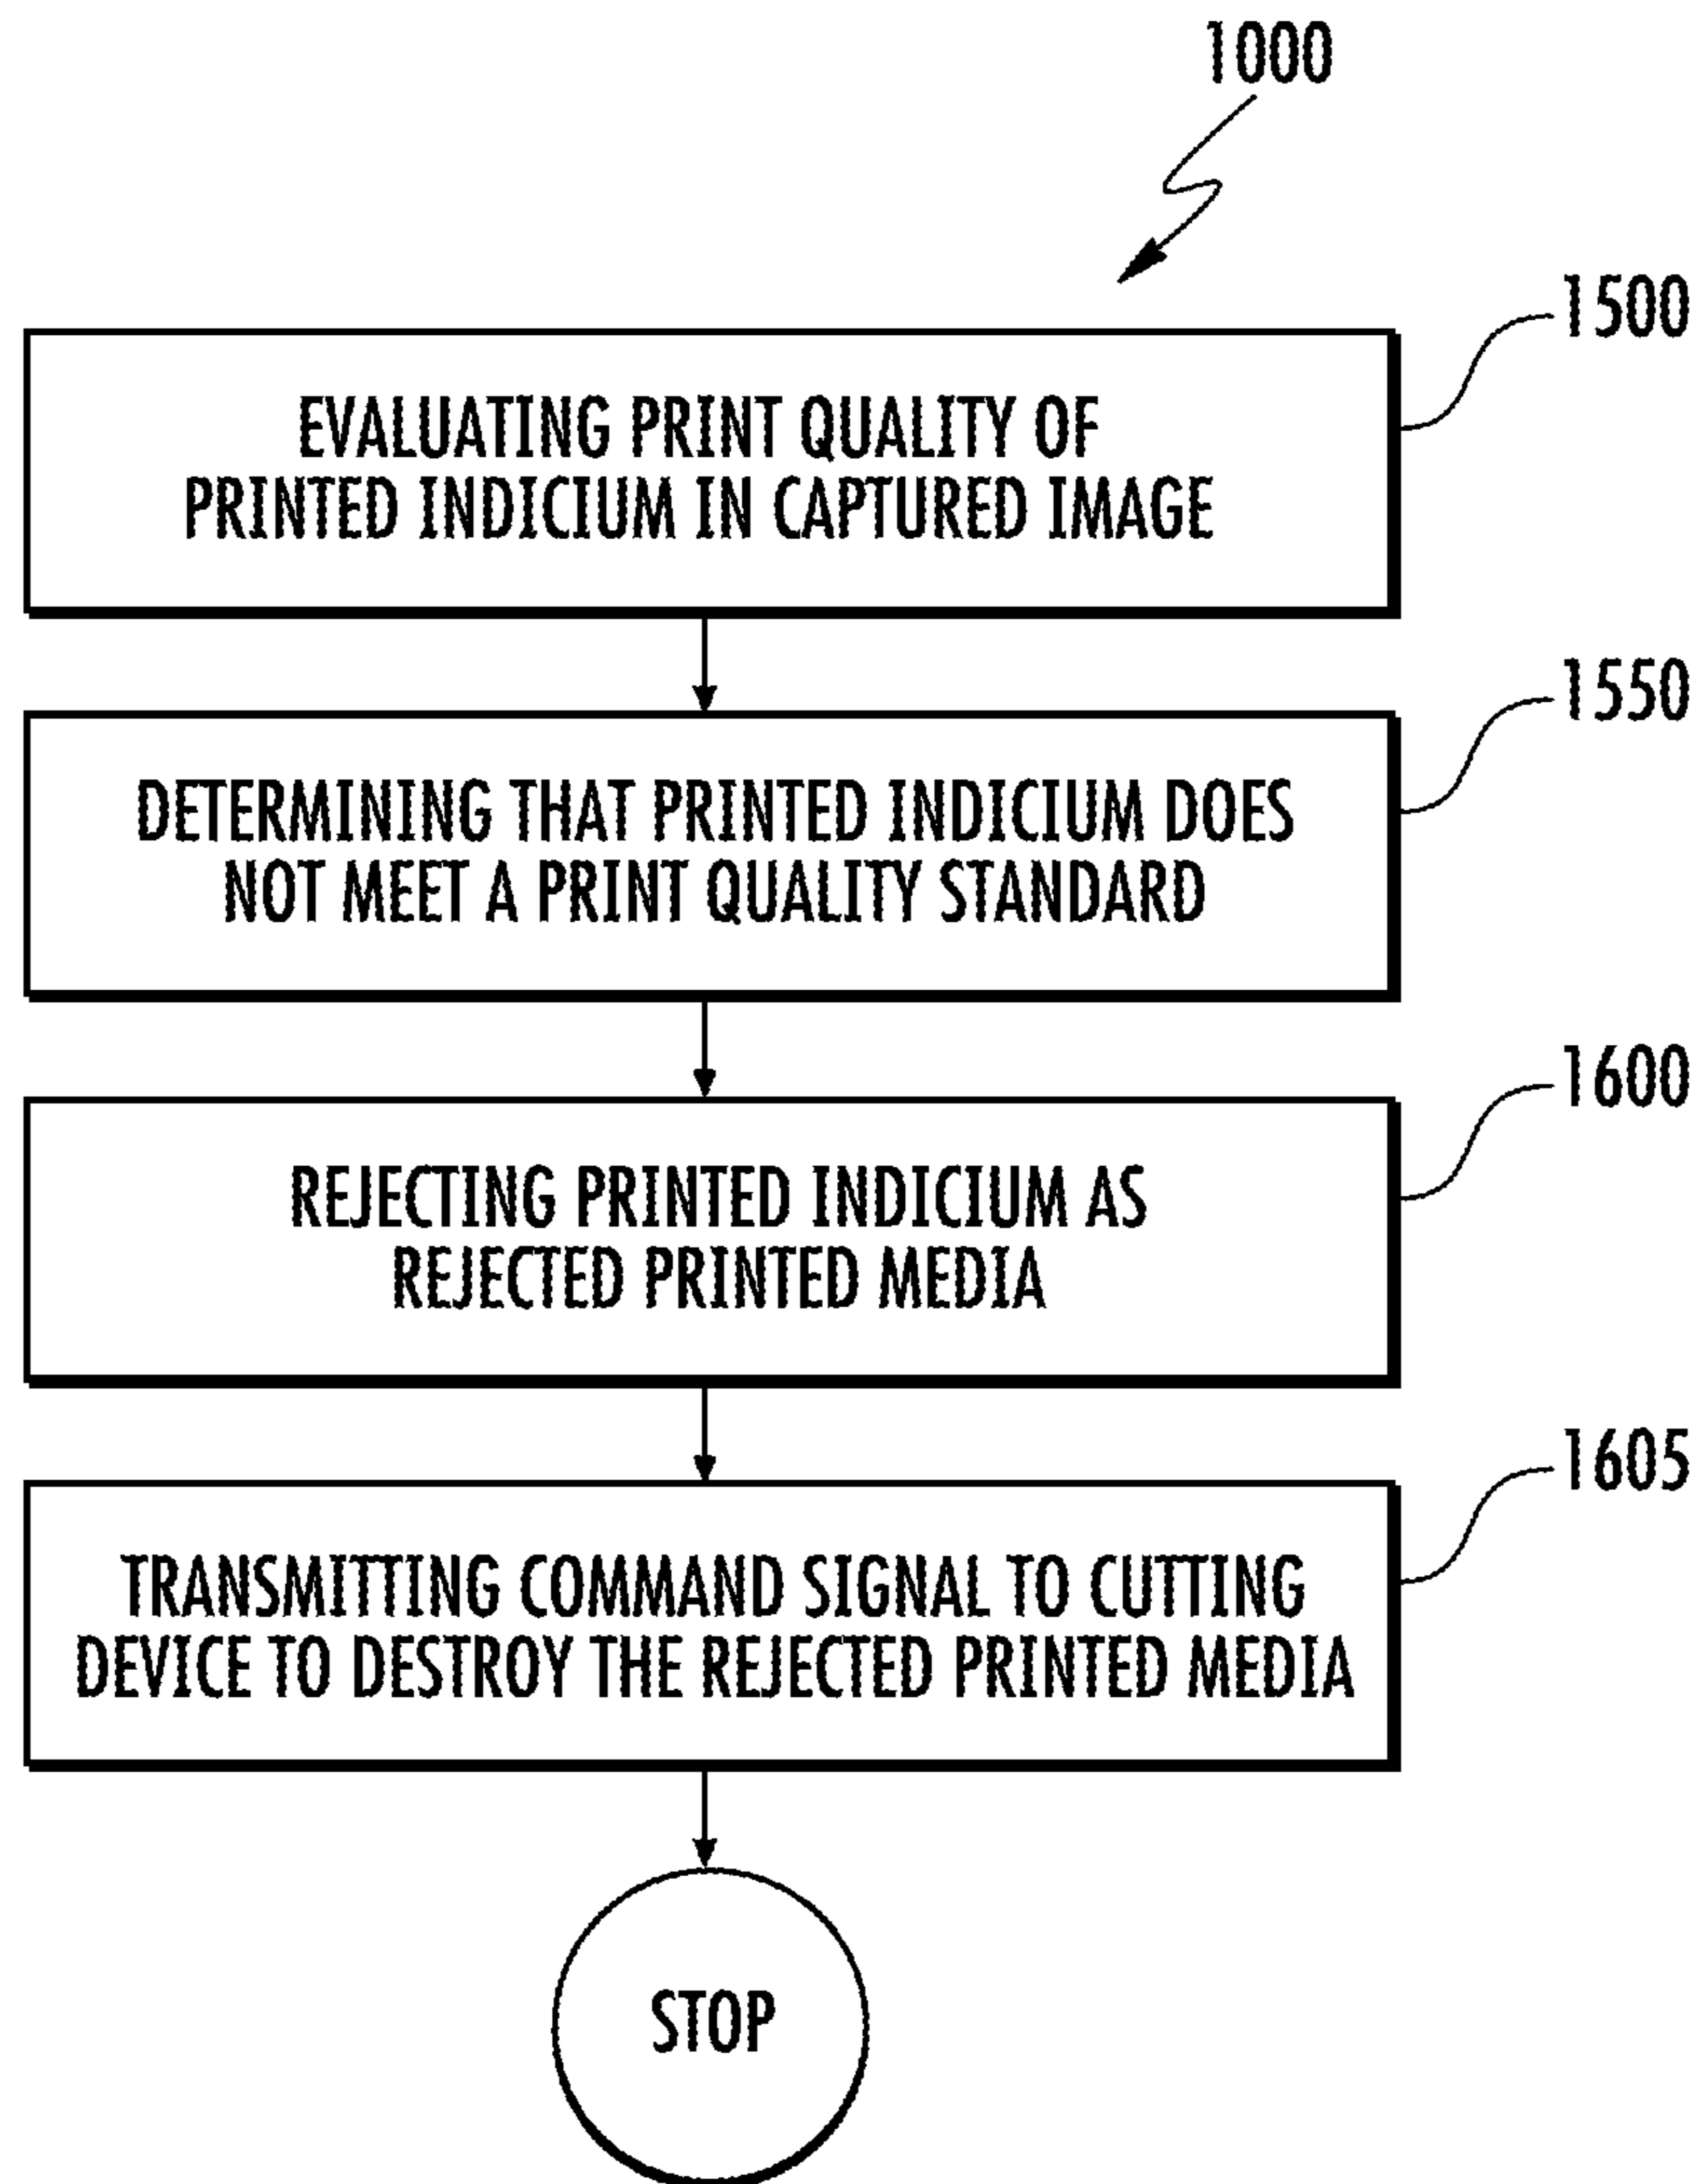 1000
1500
EVALUATING PRINT QUALITY OF
PRINTED INDICIUM IN CAPTURED IMAGE
1550
DETERMINING THAT PRINTED INDICIUM DOES
NOT MEET A PRINT QUALITY STANDARD
1600
REJECTING PRINTED INDICIUM AS
REJECTED PRINTED MEDIA
1605
TRANSMITTING COMMAND SIGNAL TO CUTTING
DEVICE TO DESTROY THE REJECTED PRINTED MEDIA
STOP